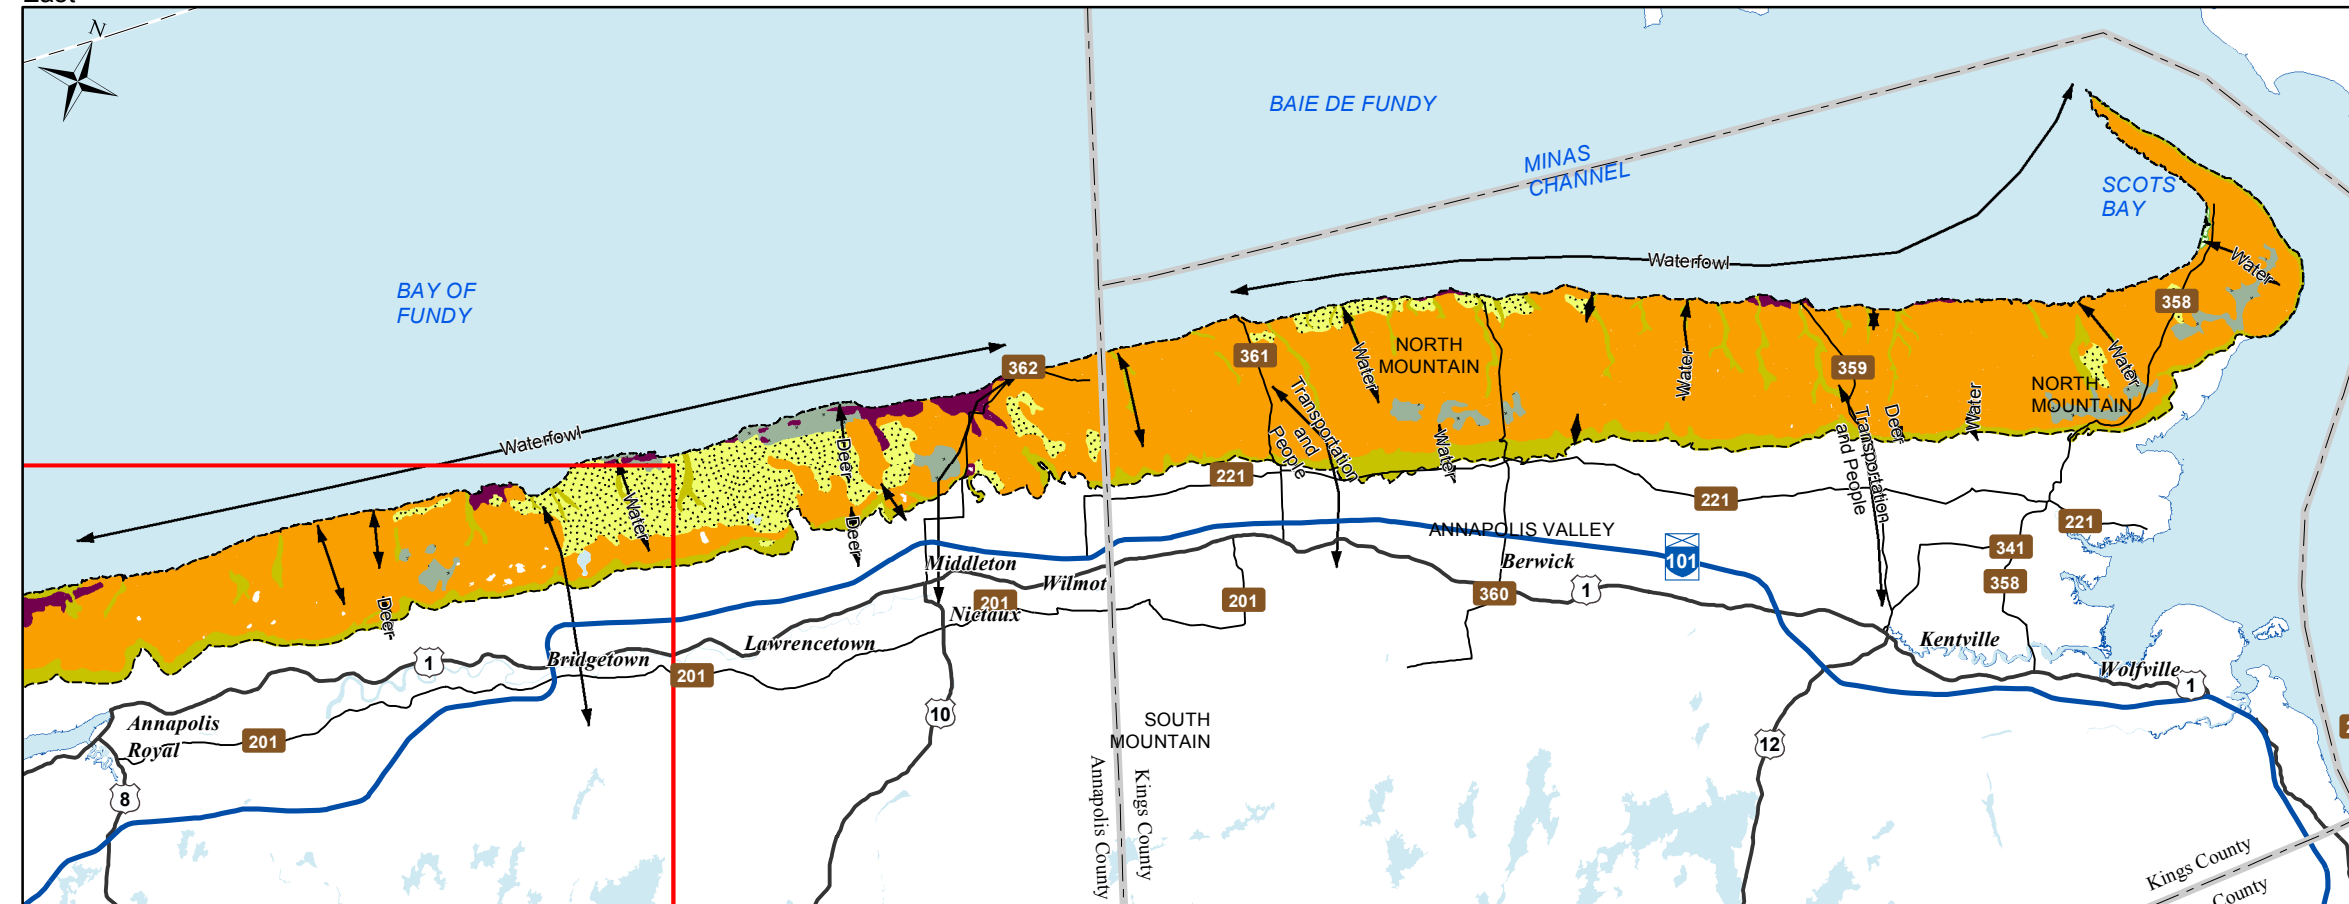 East
N
BAIE DE FUNDY
MINAS
CHANNEL
SCOTS
BAY
BAY OF
FUNDY
Waterfowl
Water
358
362
361
NORTH
MOUNTAIN
Water
Water
359
Water
NORTH
MOUNTAIN
Waterfowl
Deer
Transportation
and
People
Water
Transportation
and People
Deer
Water
Water
221
221
221
Deer
Deer
ANNAPOLIS VALLEY
101
341
358
Middleton
Wilmot
Berwick
1
360
201
201
Nictaux
Lawrencetown
Kentville
Bridgetown
1
201
Wolfville
1
Annapolis
Royal
201
10
SOUTH
MOUNTAIN
12
8
Annapolis County
Kings County
Kings County
County